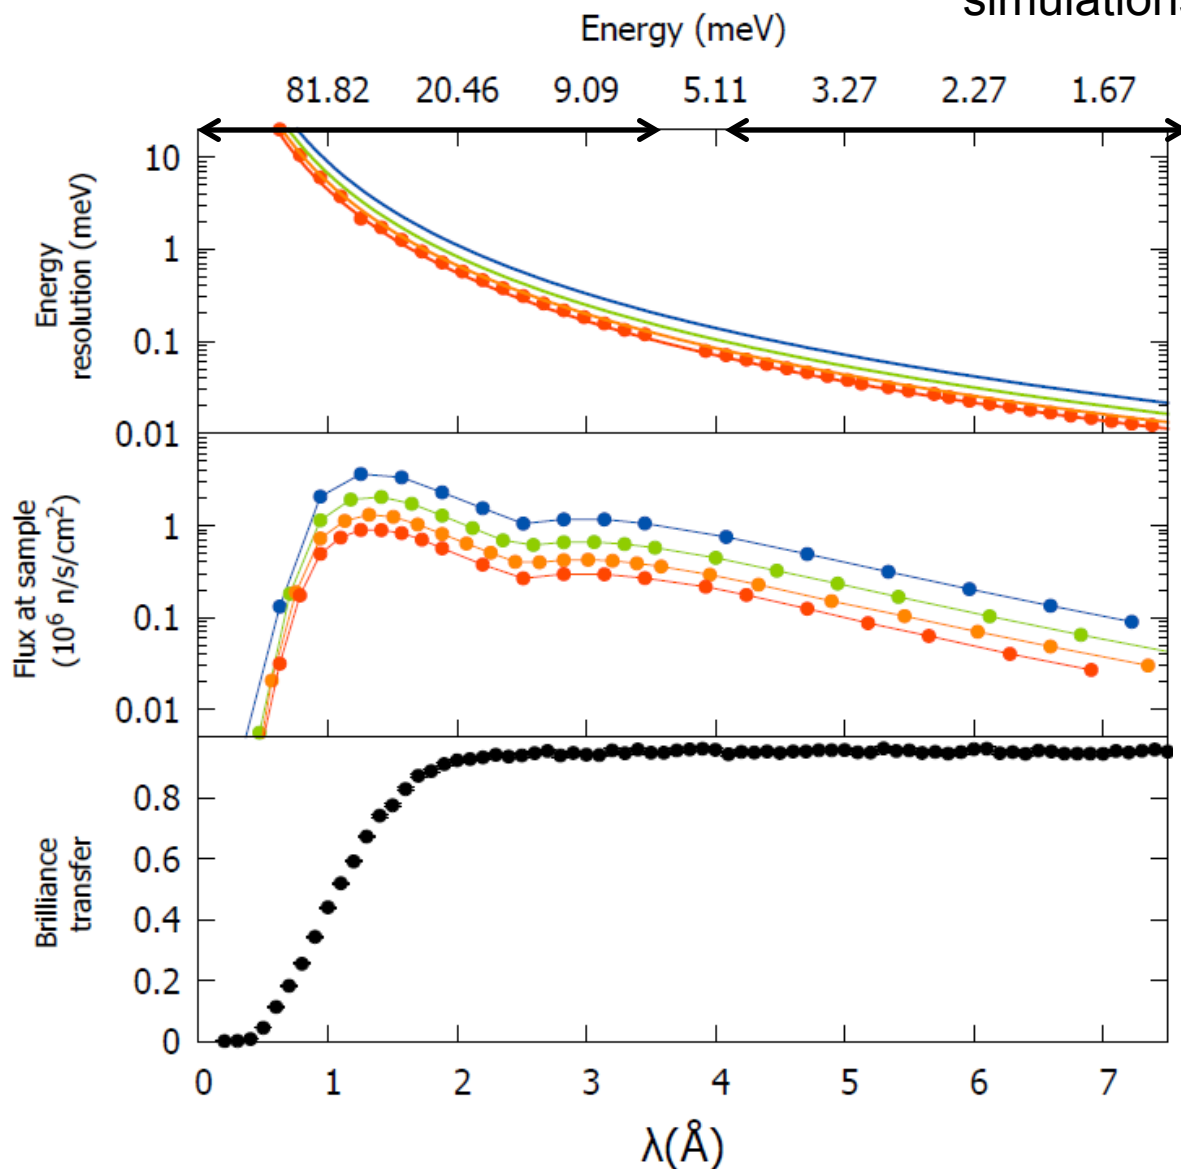 simulations
Energy (meV)
81.82 20.46 9.09 5.11 3.27 2.27 1.67
Energy
resolution (meV)
10
1
0.1
0.01
Flux at sample
(10⁶ n/s/cm²)
1
0.1
0.01
Brilliance
transfer
0.8
0.6
0.4
0.2
0
0 1 2 3 4 5 6 7
λ(Å)